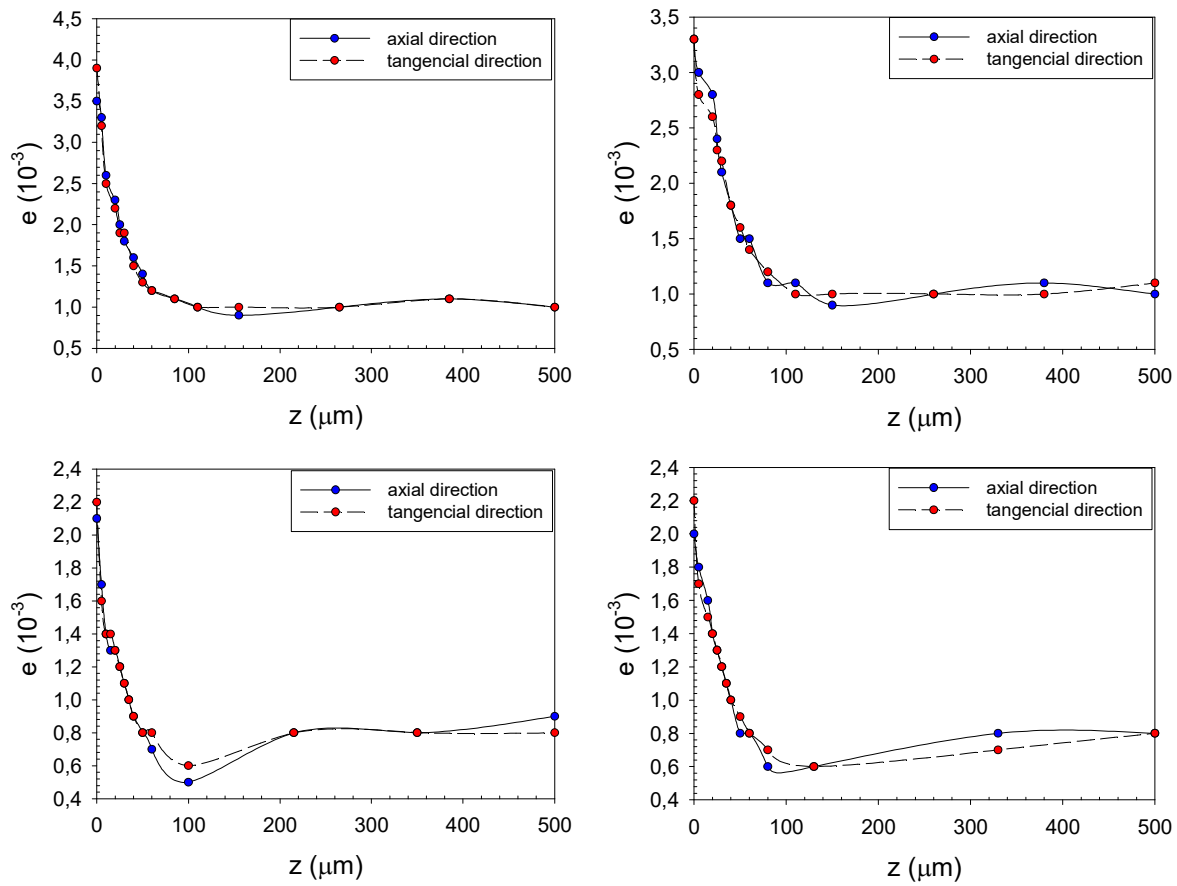 4,5
4,0
3,5
3,0
2,5
2,0
1,5
1,0
0,5
e (10⁻³)
axial direction
tangencial direction
0 100 200 300 400 500
z (μm)
3,5
3,0
2,5
2,0
1,5
1,0
0,5
e (10⁻³)
axial direction
tangencial direction
0 100 200 300 400 500
z (μm)
2,4
2,2
2,0
1,8
1,6
1,4
1,2
1,0
0,8
0,6
0,4
e (10⁻³)
axial direction
tangencial direction
0 100 200 300 400 500
z (μm)
2,4
2,2
2,0
1,8
1,6
1,4
1,2
1,0
0,8
0,6
0,4
e (10⁻³)
axial direction
tangencial direction
0 100 200 300 400 500
z (μm)